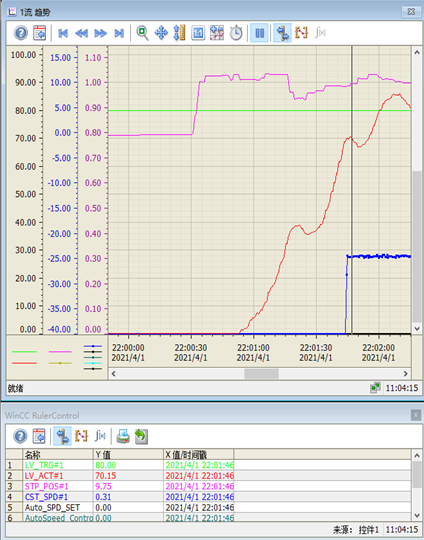 1流 趋势
100.00 15.00 1.10
90.00 10.00 1.00
80.00 5.00 0.90
70.00 0.00 0.80
60.00 -5.00 0.70
50.00 -10.00 0.60
40.00 -15.00 0.50
30.00 -20.00 0.40
20.00 -25.00 0.30
10.00 -30.00 0.20
0.00 -35.00 0.10
-40.00 0.00
22:00:00 22:00:30 22:01:00 22:01:30 22:02:00
2021/4/1 2021/4/1 2021/4/1 2021/4/1 2021/4/1
就绪 11:04:15
WinCC RulerControl
名称 Y 值 X 值/时间戳
1 LV_TRG#1 80.00 2021/4/1 22:01:46
2 LV_ACT#1 70.15 2021/4/1 22:01:46
3 STP_POS#1 9.75 2021/4/1 22:01:46
4 CST_SPD#1 0.31 2021/4/1 22:01:46
5 Auto_SPD_SET 0.00 2021/4/1 22:01:46
6 AutoSpeed_Contro 0.00 2021/4/1 22:01:46
来源: 控件1 11:04:15